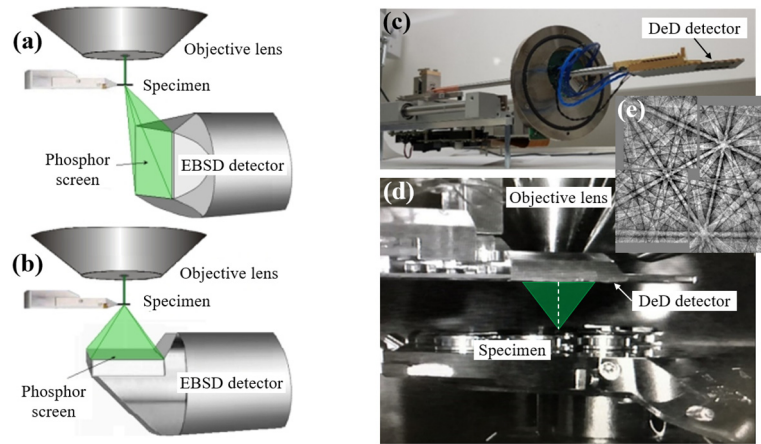 (a)
Objective lens
Specimen
Phosphor
screen
EBSD detector
(b)
Objective lens
Specimen
Phosphor
screen
EBSD detector
(c)
DeD detector
(e)
(d)
Objective lens
DeD detector
Specimen